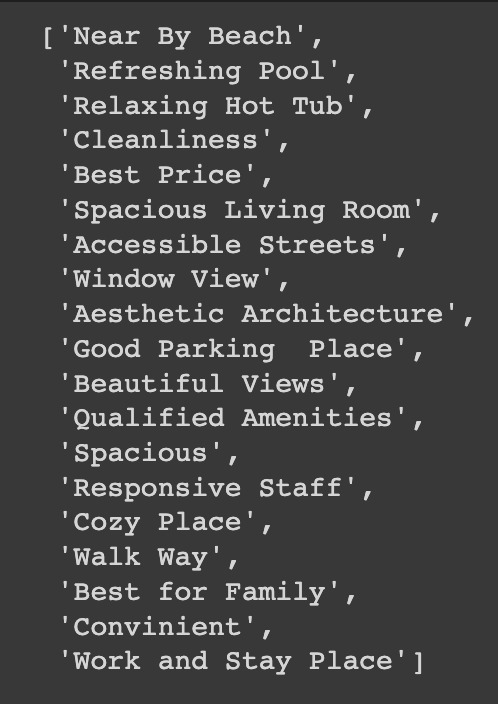 ['Near By Beach',
'Refreshing Pool',
'Relaxing Hot Tub',
'Cleanliness',
'Best Price',
'Spacious Living Room',
'Accessible Streets',
'Window View',
'Aesthetic Architecture',
'Good Parking  Place',
'Beautiful Views',
'Qualified Amenities',
'Spacious',
'Responsive Staff',
'Cozy Place',
'Walk Way',
'Best for Family',
'Convinient',
'Work and Stay Place']